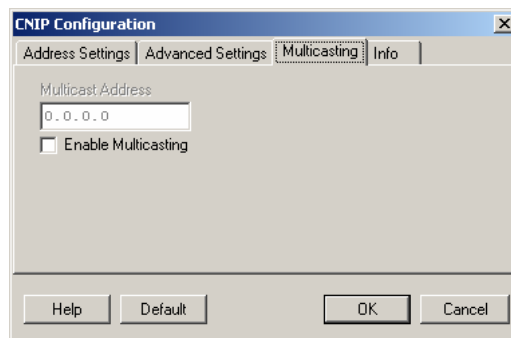 CNIP Configuration
Address Settings Advanced Settings Multicasting Info
Multicast Address
0.0.0.0
Enable Multicasting
Help Default OK Cancel